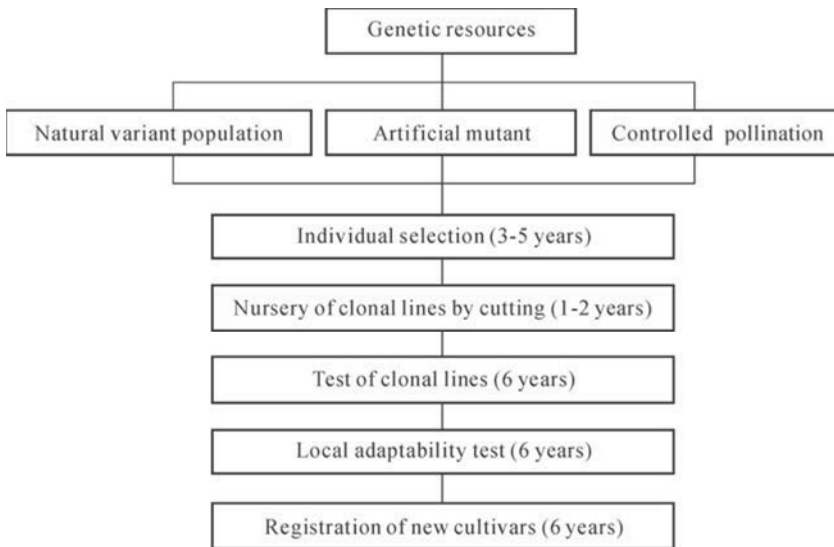 Genetic resources
Natural variant population
Artificial mutant
Controlled pollination
Individual selection (3-5 years)
Nursery of clonal lines by cutting (1-2 years)
Test of clonal lines (6 years)
Local adaptability test (6 years)
Registration of new cultivars (6 years)